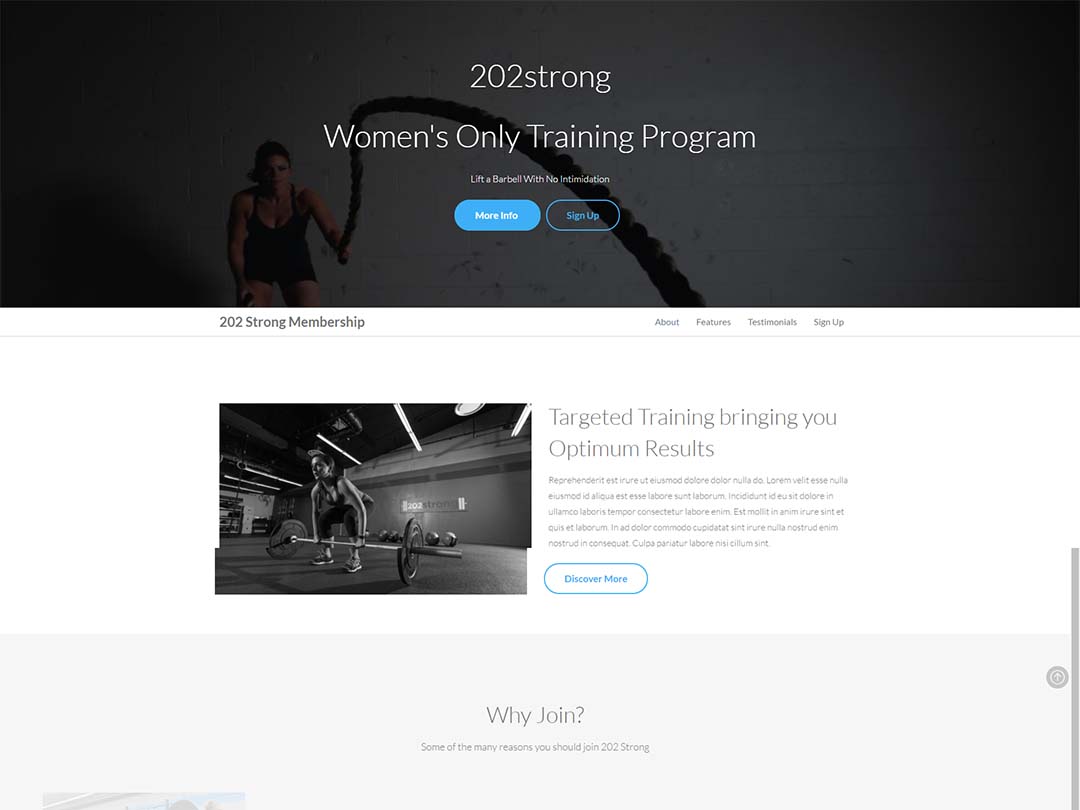 202strong
Women's Only Training Program
Lift a Barbell With No Intimidation
More Info
Sign Up
202 Strong Membership
About
Features
Testimonials
Sign Up
202strong
Targeted Training bringing you
Optimum Results
Reprehenderit est irure ut eiusmod dolore dolor nulla do. Lorem velit esse nulla
eiusmod id aliqua est esse labore sunt laborum. Incididunt id eu sit dolore in
ullamco laboris tempor consectetur labore enim. Est mollit in anim irure sint et
quis et laborum. In ad dolor commodo cupidatat sint irure nulla nostrud enim
nostrud in consequat. Culpa pariatur labore nisi cillum sint.
Discover More
Why Join?
Some of the many reasons you should join 202 Strong